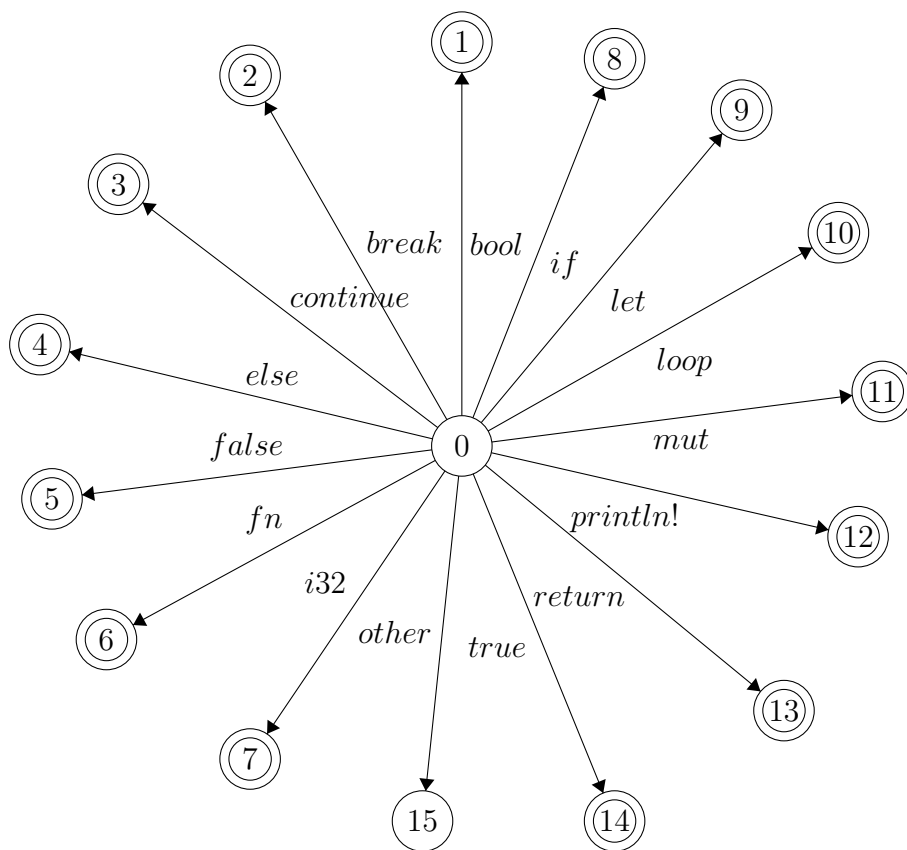 1
8
2
9
3
10
break
bool
if
continue
let
4
loop
else
11
false
0
mut
5
fn
println!
12
i32
return
other
true
6
13
7
15
14